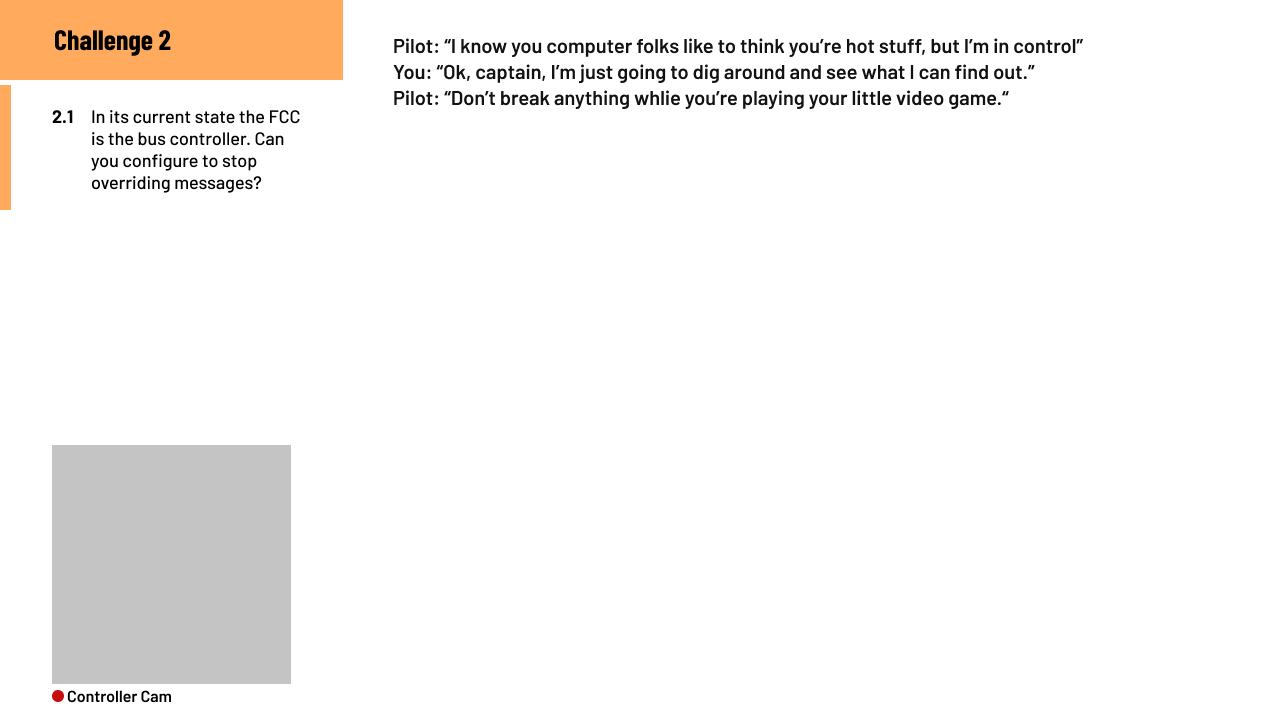 Challenge 2
2.1 In its current state the FCC
is the bus controller. Can
you configure to stop
overriding messages?
Pilot: “I know you computer folks like to think you’re hot stuff, but I’m in control”
You: “Ok, captain, I’m just going to dig around and see what I can find out.”
Pilot: “Don’t break anything whlie you’re playing your little video game.“
Controller Cam